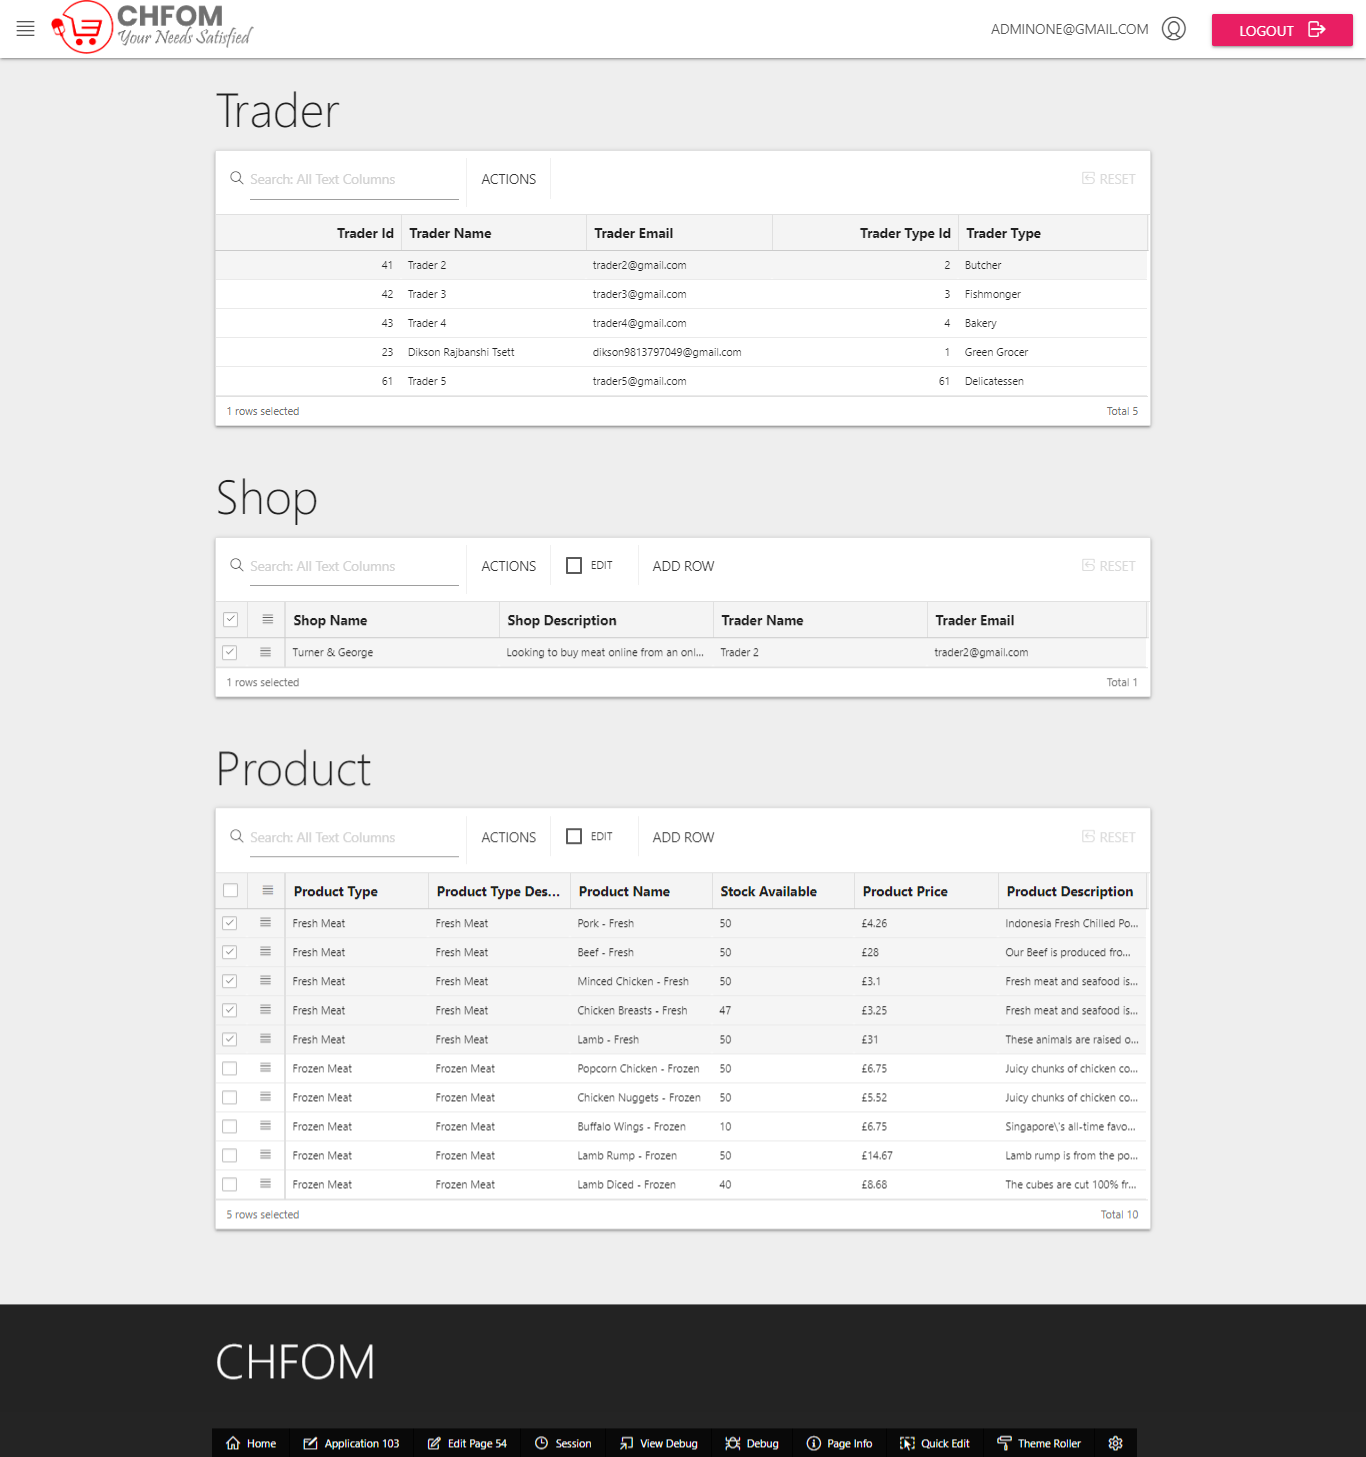 CHFOM
Your Needs Satisfied
ADMINONE@GMAIL.COM
LOGOUT
Trader
Search: All Text Columns ACTIONS RESET
Trader Id Trader Name Trader Email Trader Type Id Trader Type
41 Trader 2 trader2@gmail.com 2 Butcher
42 Trader 3 trader3@gmail.com 3 Fishmonger
43 Trader 4 trader4@gmail.com 4 Bakery
23 Dikson Rajbanshi Tsett dikson9813797049@gmail.com 1 Green Grocer
61 Trader 5 trader5@gmail.com 61 Delicatessen
1 rows selected Total 5
Shop
Search: All Text Columns ACTIONS EDIT ADD ROW RESET
Shop Name Shop Description Trader Name Trader Email
Turner & George Looking to buy meat online from an onl... Trader 2 trader2@gmail.com
1 rows selected Total 1
Product
Search: All Text Columns ACTIONS EDIT ADD ROW RESET
Product Type Product Type Des... Product Name Stock Available Product Price Product Description
Fresh Meat Fresh Meat Pork - Fresh 50 £4.26 Indonesia Fresh Chilled Po...
Fresh Meat Fresh Meat Beef - Fresh 50 £28 Our Beef is produced fro...
Fresh Meat Fresh Meat Minced Chicken - Fresh 50 £3.1 Fresh meat and seafood is...
Fresh Meat Fresh Meat Chicken Breasts - Fresh 47 £3.25 Fresh meat and seafood is...
Fresh Meat Fresh Meat Lamb - Fresh 50 £31 These animals are raised o...
Frozen Meat Frozen Meat Popcorn Chicken - Frozen 50 £6.75 Juicy chunks of chicken co...
Frozen Meat Frozen Meat Chicken Nuggets - Frozen 50 £5.52 Juicy chunks of chicken co...
Frozen Meat Frozen Meat Buffalo Wings - Frozen 10 £6.75 Singapore\'s all-time favo...
Frozen Meat Frozen Meat Lamb Rump - Frozen 50 £14.67 Lamb rump is from the po...
Frozen Meat Frozen Meat Lamb Diced - Frozen 40 £8.68 The cubes are cut 100% fr...
5 rows selected Total 10
CHFOM
Home Application 103 Edit Page 54 Session View Debug Debug Page Info Quick Edit Theme Roller